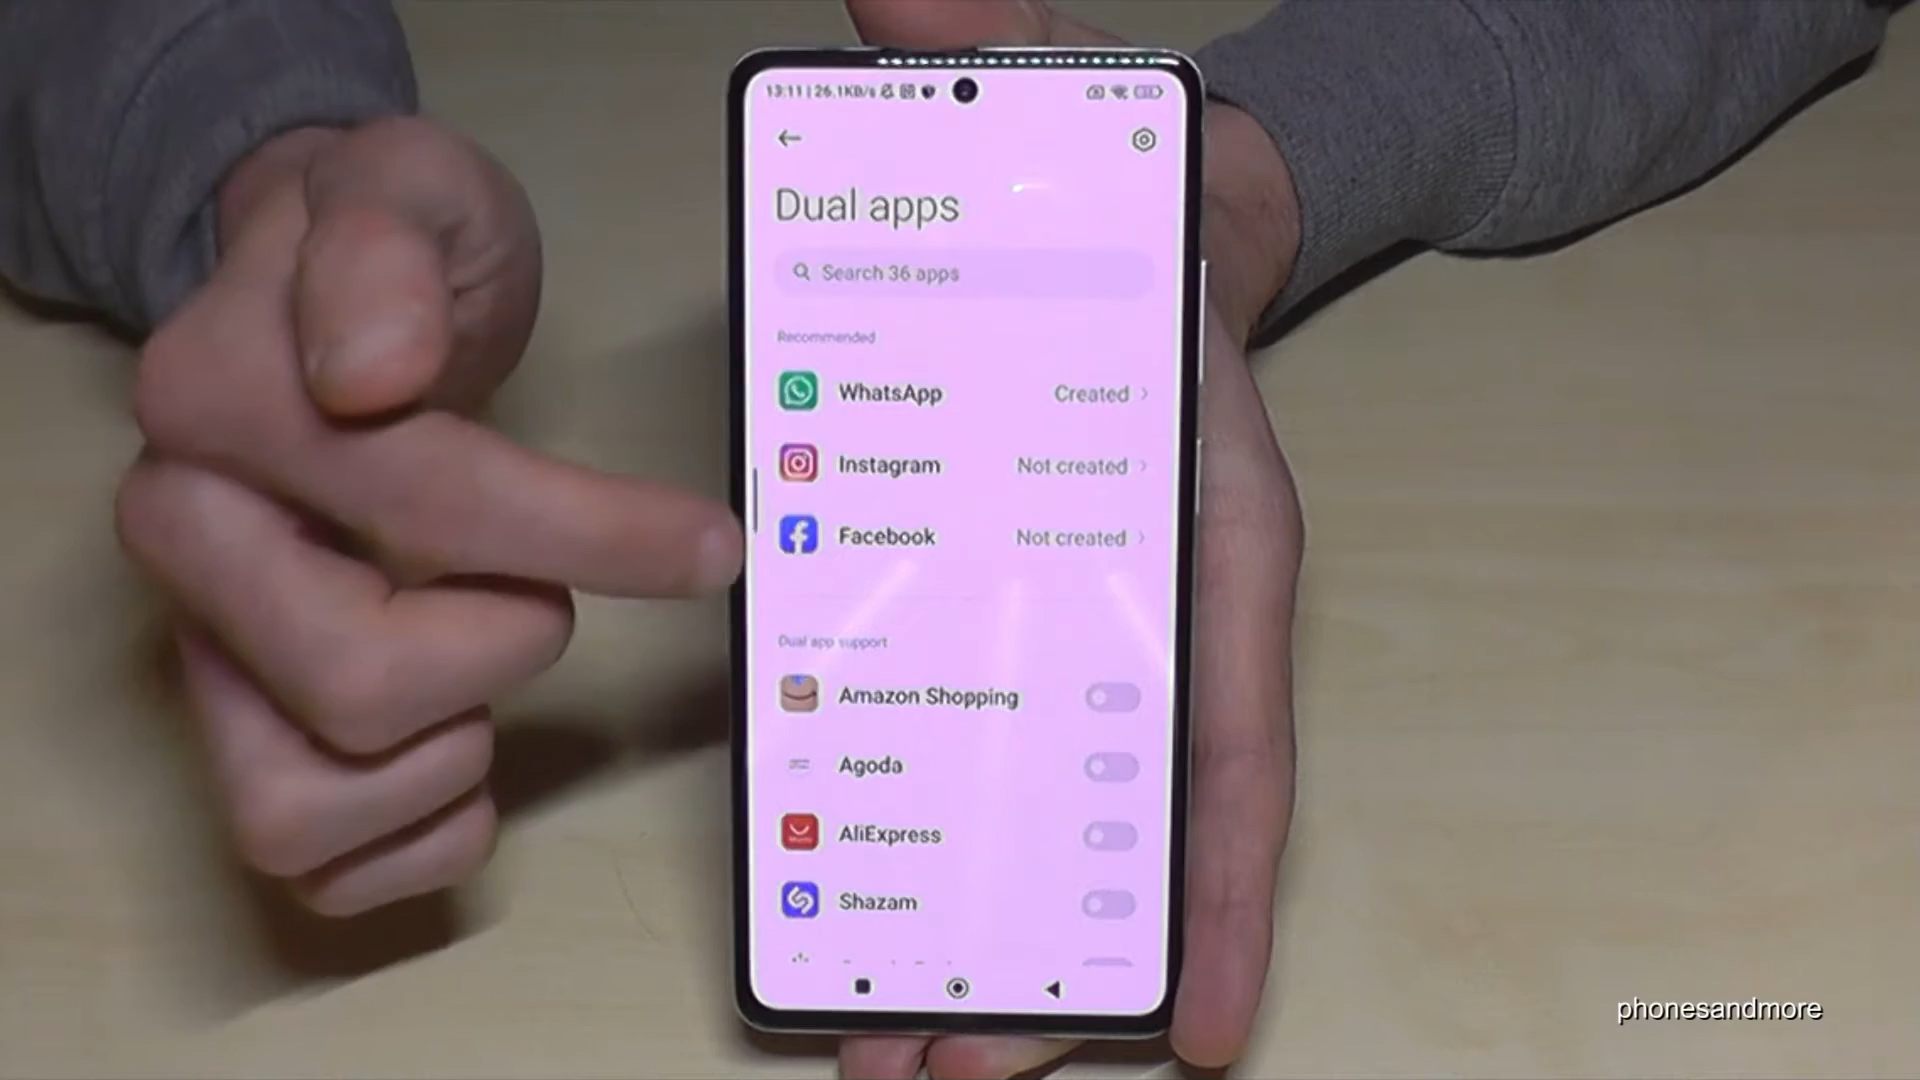 13:11 | 26.1KB/s
Dual apps
Search 36 apps
Recommended
WhatsApp Created
Instagram Not created
Facebook Not created
Dual app support
Amazon Shopping
Agoda
AliExpress
Shazam
phonesandmore